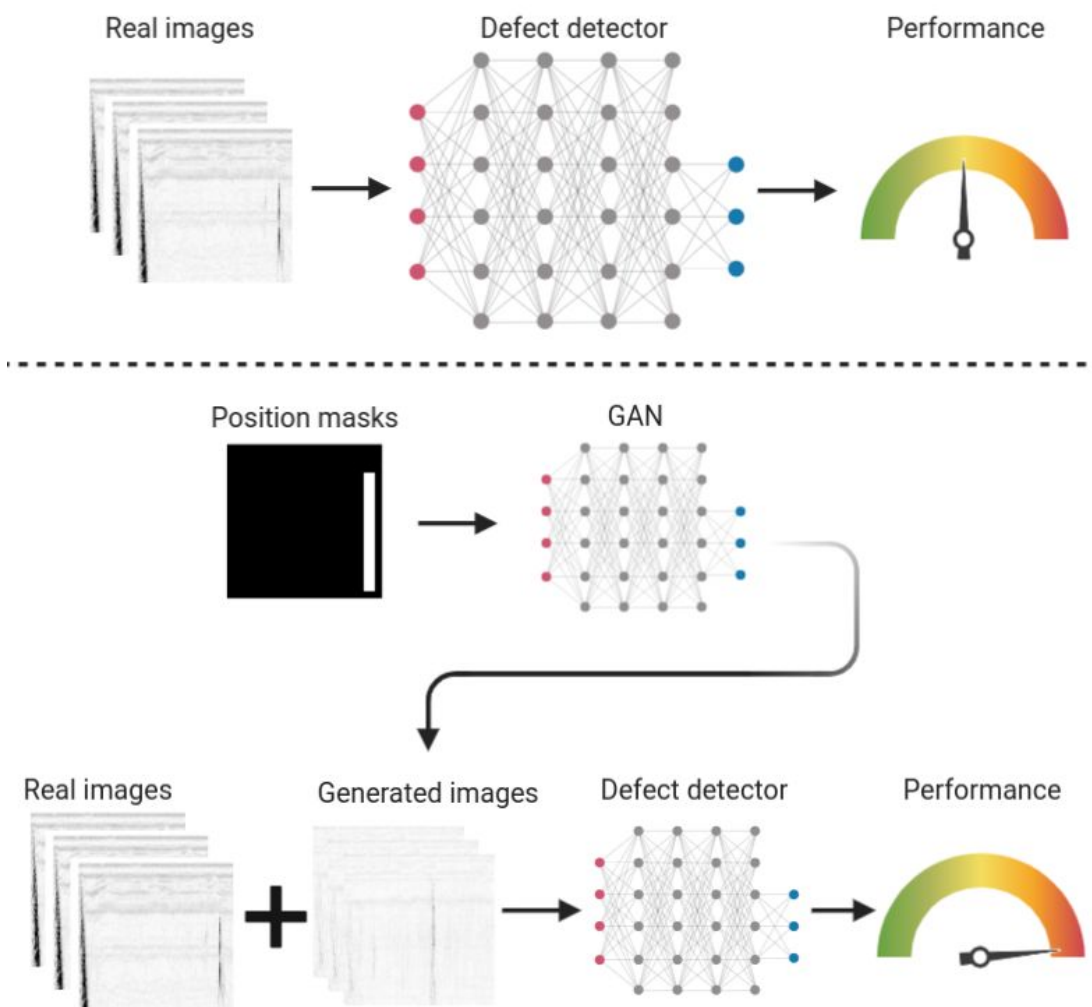 Real images
Defect detector
Performance
Position masks
GAN
Real images
Generated images
Defect detector
Performance